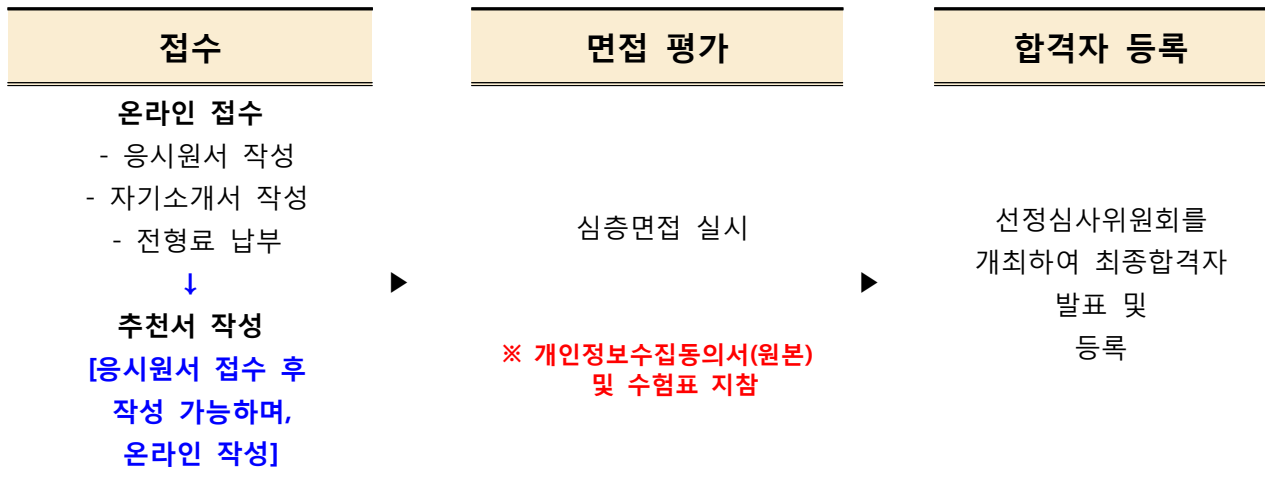 접수
온라인 접수
- 응시원서 작성
- 자기소개서 작성
- 전형료 납부
↓
추천서 작성
[응시원서 접수 후
작성 가능하며,
온라인 작성]
▶
면접 평가
심층면접 실시
※ 개인정보수집동의서(원본)
및 수험표 지참
▶
합격자 등록
선정심사위원회를
개최하여 최종합격자
발표 및
등록